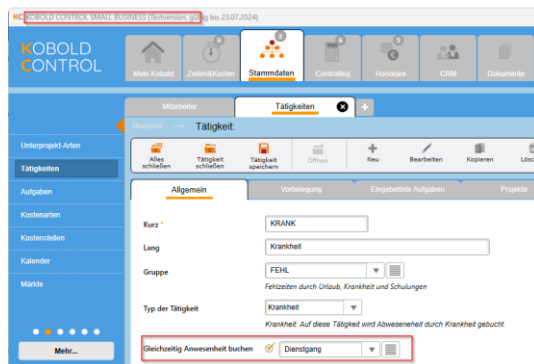 KC KOBOLD CONTROL SMALL BUSINESS (Testversion, gültig bis 23.07.2024)
KOBOLD
CONTROL
Mein Kobold
Zeiten&Kosten
Stammdaten
Controlling
Honorare
CRM
Dokumente
Mitarbeiter
Tätigkeiten
Übersicht → Tätigkeit:
Unterprojekt-Arten
Tätigkeiten
Aufgaben
Kostenarten
Kostenstellen
Kalender
Märkte
Mehr...
Alles schließen
Tätigkeit schließen
Tätigkeit speichern
Öffnen
Neu
Bearbeiten
Kopieren
Allgemein
Vorbelegung
Eingebettete Aufgaben
Projekte
Kurz * KRANK
Lang Krankheit
Gruppe FEHL
Fehlzeiten durch Urlaub, Krankheit und Schulungen
Typ der Tätigkeit Krankheit
Krankheit: Auf diese Tätigkeit wird Abwesenheit durch Krankheit gebucht.
Gleichzeitig Anwesenheit buchen Dienstgang